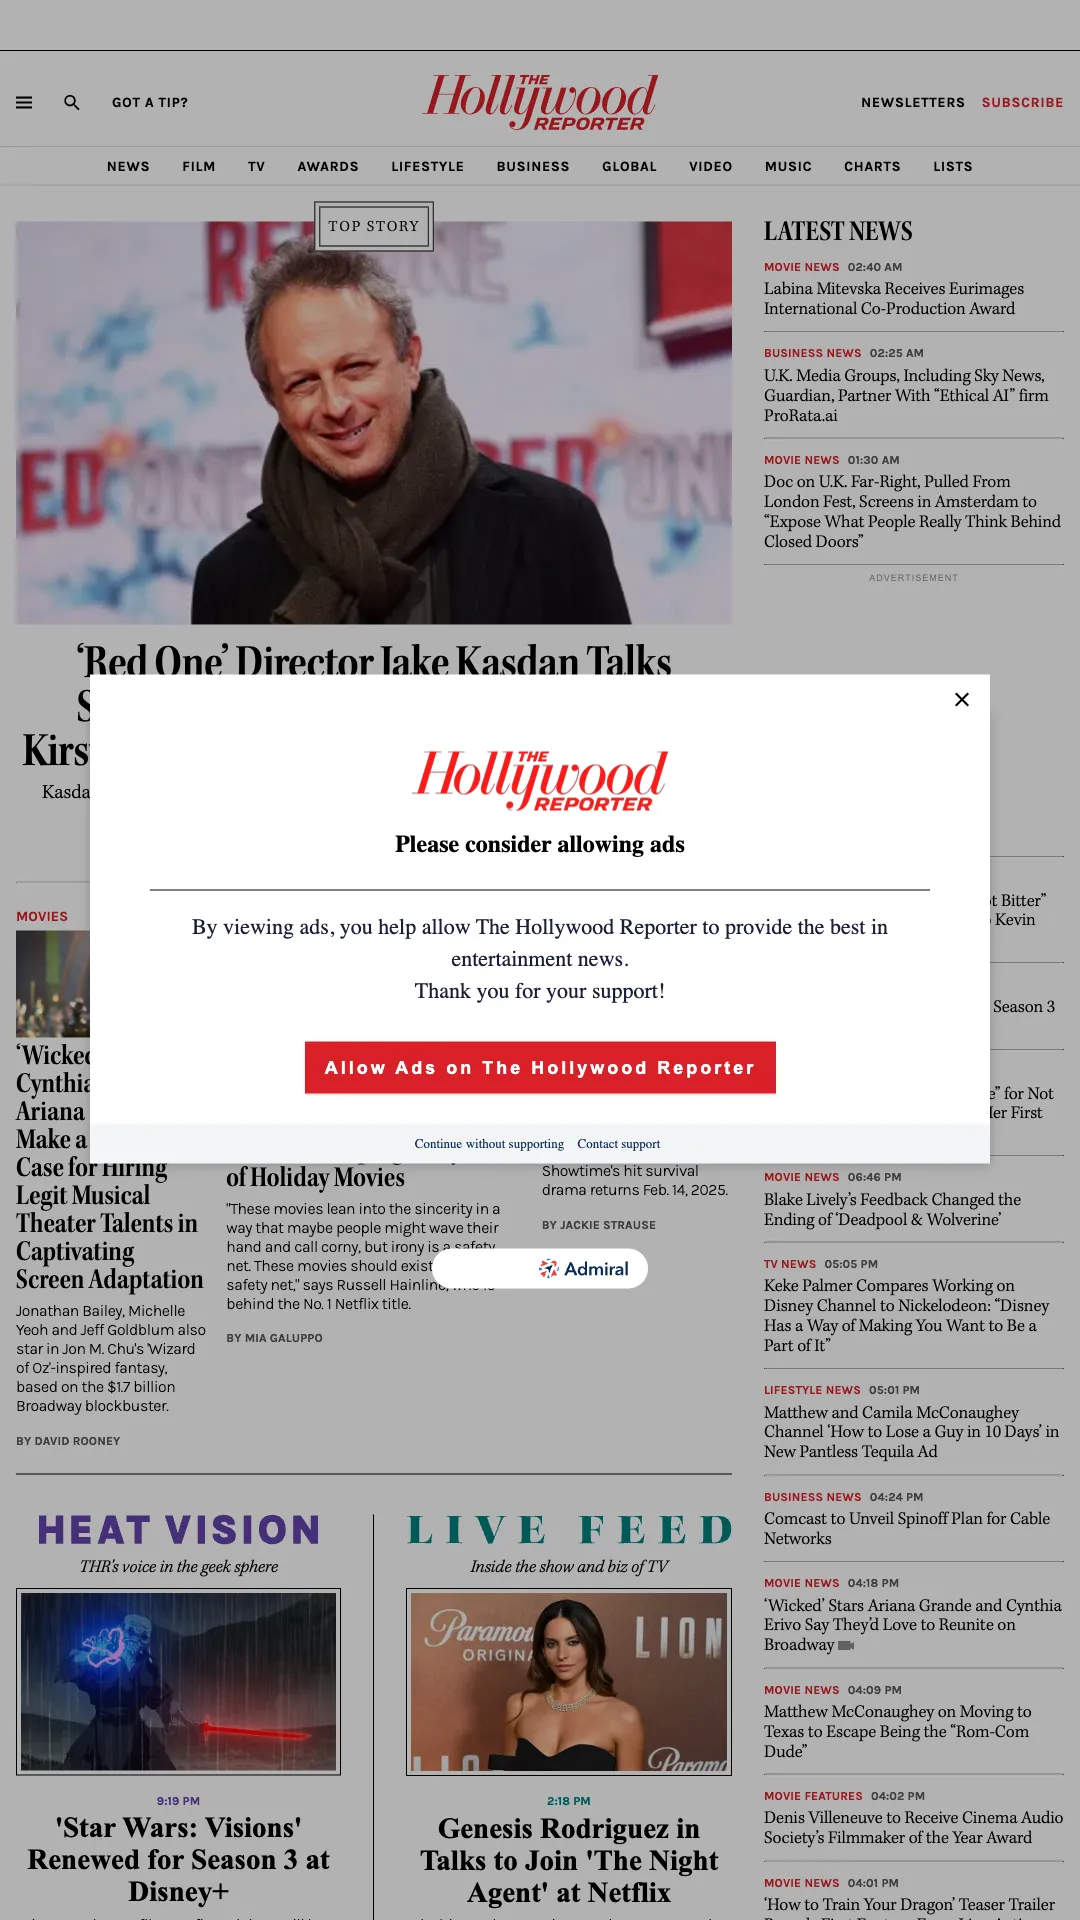 GOT A TIP?
THE
Hollywood
REPORTER
NEWSLETTERS SUBSCRIBE
NEWS FILM TV AWARDS LIFESTYLE BUSINESS GLOBAL VIDEO MUSIC CHARTS LISTS
TOP STORY
RED ONE
RED ONE
‘Red One’ Director Jake Kasdan Talks
S
Kirs
Kasda
MOVIES
‘Wicked
Cynthia
Ariana
Make a
Case for Hiring
Legit Musical
Theater Talents in
Captivating
Screen Adaptation
Jonathan Bailey, Michelle
Yeoh and Jeff Goldblum also
star in Jon M. Chu's 'Wizard
of Oz'-inspired fantasy,
based on the $1.7 billion
Broadway blockbuster.
BY DAVID ROONEY
of Holiday Movies
"These movies lean into the sincerity in a
way that maybe people might wave their
hand and call corny, but irony is a safety
net. These movies should exist
safety net," says Russell Hainline, who is
behind the No. 1 Netflix title.
BY MIA GALUPPO
Showtime's hit survival
drama returns Feb. 14, 2025.
BY JACKIE STRAUSE
THE
Hollywood
REPORTER
Please consider allowing ads
By viewing ads, you help allow The Hollywood Reporter to provide the best in
entertainment news.
Thank you for your support!
Allow Ads on The Hollywood Reporter
Continue without supporting Contact support
Admiral
HEAT VISION
THR's voice in the geek sphere
9:19 PM
'Star Wars: Visions'
Renewed for Season 3 at
Disney+
LIVE FEED
Inside the show and biz of TV
Paramou
ORIGINA
LION
LIO
Paramo
2:18 PM
Genesis Rodriguez in
Talks to Join 'The Night
Agent' at Netflix
LATEST NEWS
MOVIE NEWS 02:40 AM
Labina Mitevska Receives Eurimages
International Co-Production Award
BUSINESS NEWS 02:25 AM
U.K. Media Groups, Including Sky News,
Guardian, Partner With “Ethical AI” firm
ProRata.ai
MOVIE NEWS 01:30 AM
Doc on U.K. Far-Right, Pulled From
London Fest, Screens in Amsterdam to
“Expose What People Really Think Behind
Closed Doors”
ADVERTISEMENT
ot Bitter”
Kevin
Season 3
e” for Not
Her First
MOVIE NEWS 06:46 PM
Blake Lively’s Feedback Changed the
Ending of ‘Deadpool & Wolverine’
TV NEWS 05:05 PM
Keke Palmer Compares Working on
Disney Channel to Nickelodeon: “Disney
Has a Way of Making You Want to Be a
Part of It”
LIFESTYLE NEWS 05:01 PM
Matthew and Camila McConaughey
Channel ‘How to Lose a Guy in 10 Days’ in
New Pantless Tequila Ad
BUSINESS NEWS 04:24 PM
Comcast to Unveil Spinoff Plan for Cable
Networks
MOVIE NEWS 04:18 PM
‘Wicked’ Stars Ariana Grande and Cynthia
Erivo Say They’d Love to Reunite on
Broadway
MOVIE NEWS 04:09 PM
Matthew McConaughey on Moving to
Texas to Escape Being the “Rom-Com
Dude”
MOVIE FEATURES 04:02 PM
Denis Villeneuve to Receive Cinema Audio
Society’s Filmmaker of the Year Award
MOVIE NEWS 04:01 PM
‘How to Train Your Dragon’ Teaser Trailer